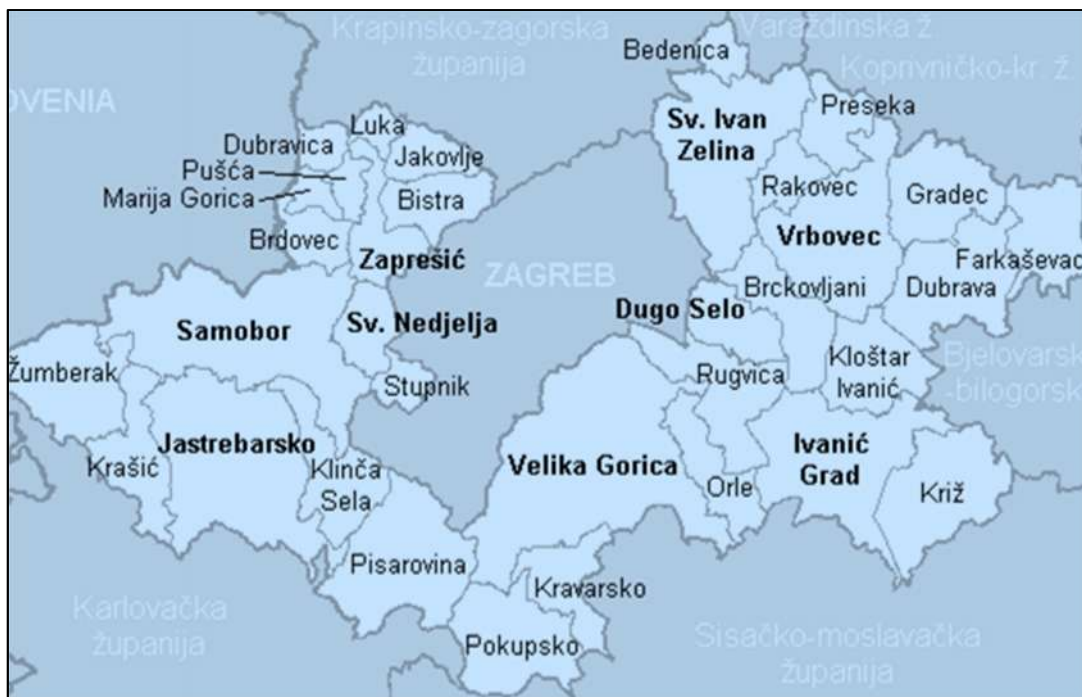 Krapinsko-zagorska
županija
Varaždinska ž
Koprivničko-kr. ž.
OVENIA
Bedenica
Preseka
Sv. Ivan
Zelina
Luka
Dubravica
Jakovlje
Pušća
Marija Gorica
Bistra
Rakovec
Gradec
Brdovec
Zaprešić
ZAGREB
Vrbovec
Farkaševac
Brckovljani
Dubrava
Samobor
Sv. Nedjelja
Dugo Selo
Žumberak
Stupnik
Rugvica
Kloštar
Ivanić
Bjelovarsk
-bilogorsk
Jastrebarsko
Krašić
Klinča
Sela
Velika Gorica
Orle
Ivanić
Grad
Križ
Pisarovina
Kravarsko
Pokupsko
Karlovačka
županija
Sisačko-moslavačka
županija